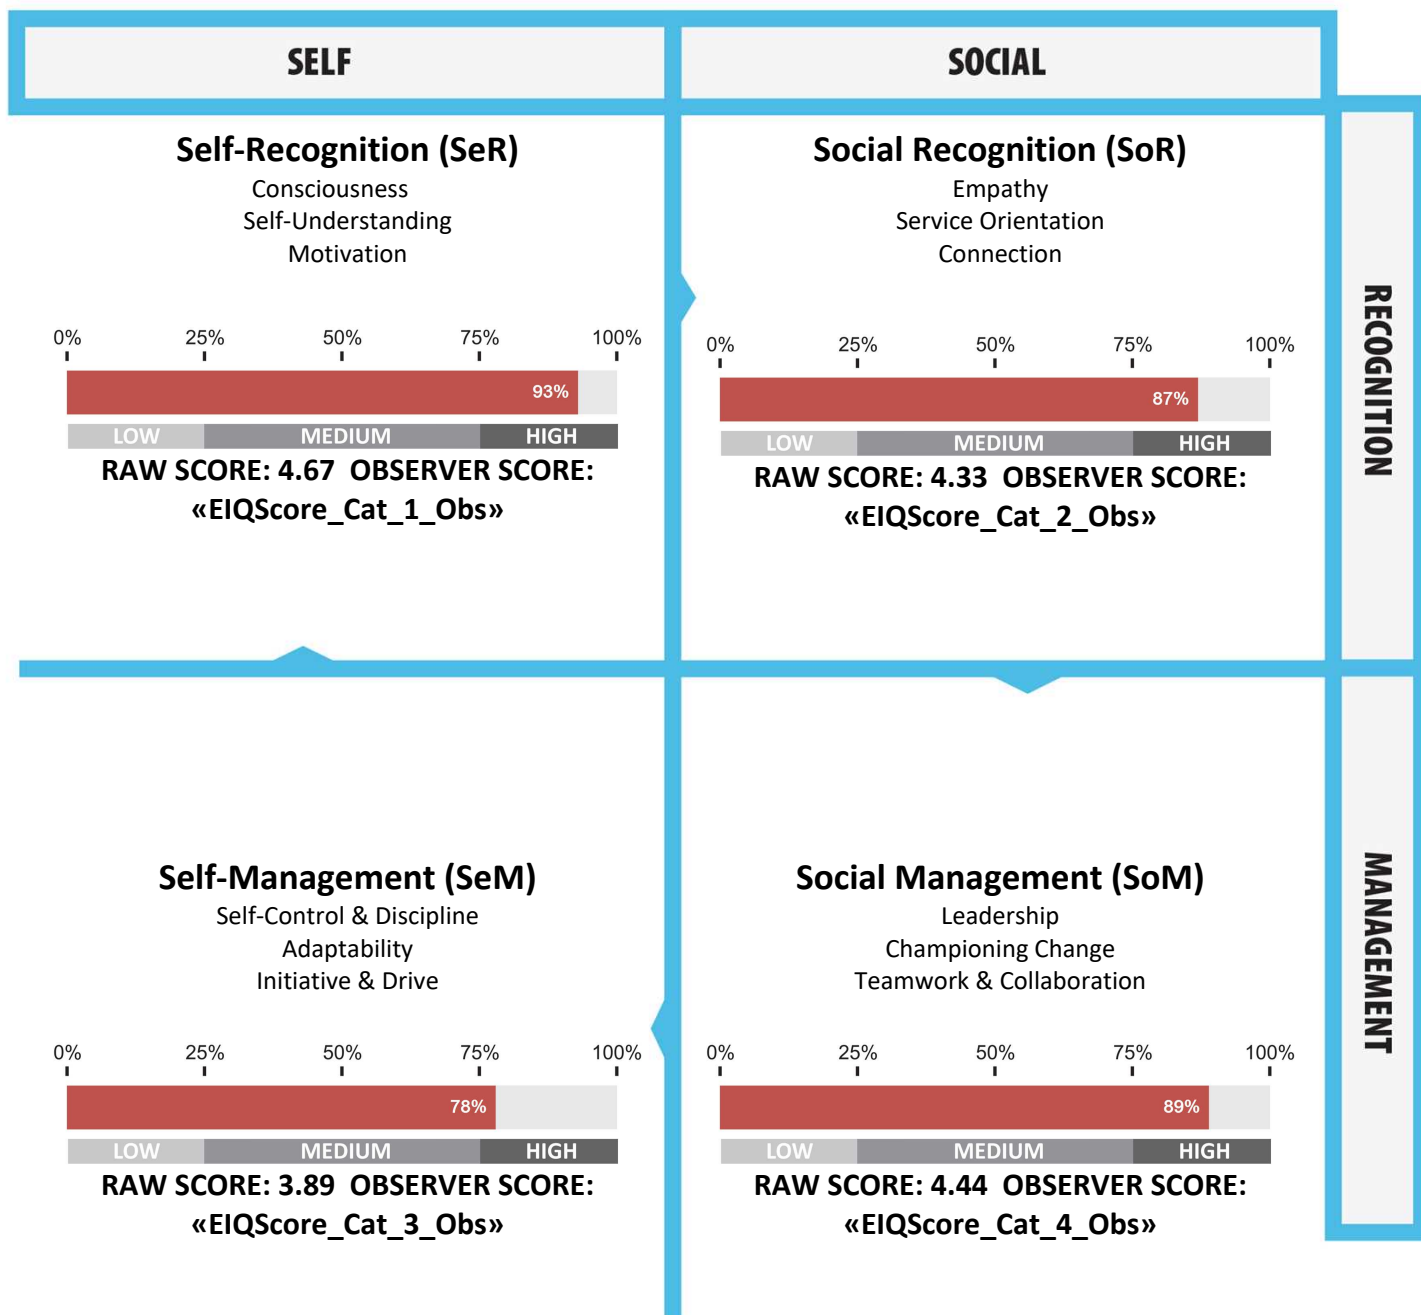 SELF
SOCIAL
RECOGNITION
Self-Recognition (SeR)
Consciousness
Self-Understanding
Motivation
0% 25% 50% 75% 100%
93%
LOW MEDIUM HIGH
RAW SCORE: 4.67 OBSERVER SCORE:
«EIQScore_Cat_1_Obs»
Social Recognition (SoR)
Empathy
Service Orientation
Connection
0% 25% 50% 75% 100%
87%
LOW MEDIUM HIGH
RAW SCORE: 4.33 OBSERVER SCORE:
«EIQScore_Cat_2_Obs»
MANAGEMENT
Self-Management (SeM)
Self-Control & Discipline
Adaptability
Initiative & Drive
0% 25% 50% 75% 100%
78%
LOW MEDIUM HIGH
RAW SCORE: 3.89 OBSERVER SCORE:
«EIQScore_Cat_3_Obs»
Social Management (SoM)
Leadership
Championing Change
Teamwork & Collaboration
0% 25% 50% 75% 100%
89%
LOW MEDIUM HIGH
RAW SCORE: 4.44 OBSERVER SCORE:
«EIQScore_Cat_4_Obs»